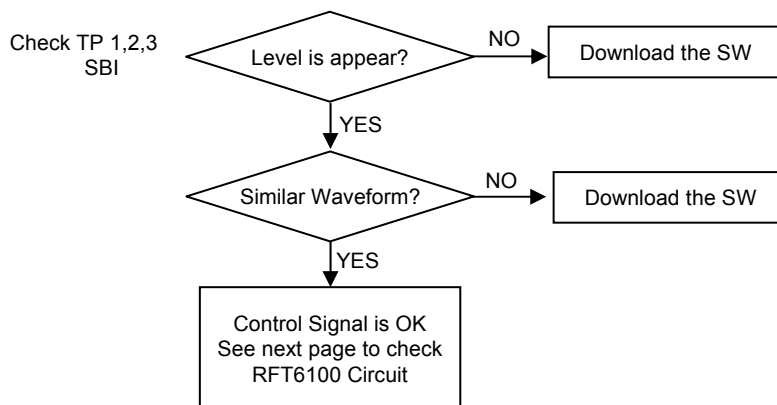 Check TP 1,2,3
SBI
Level is appear?
NO
Download the SW
YES
Similar Waveform?
NO
Download the SW
YES
Control Signal is OK
See next page to check
RFT6100 Circuit